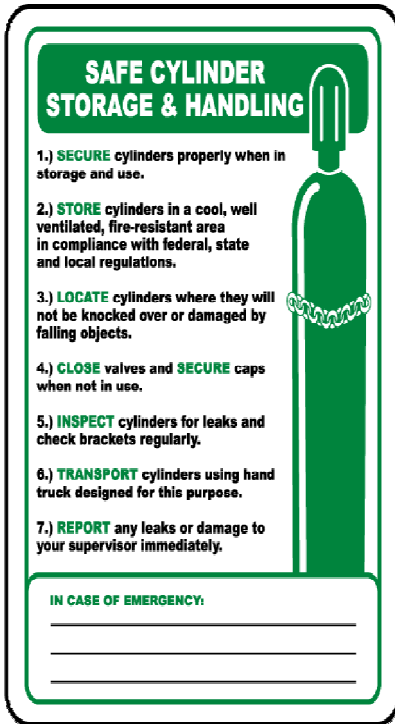 SAFE CYLINDER
STORAGE & HANDLING
1.) SECURE cylinders properly when in
storage and use.
2.) STORE cylinders in a cool, well
ventilated, fire-resistant area
in compliance with federal, state
and local regulations.
3.) LOCATE cylinders where they will
not be knocked over or damaged by
falling objects.
4.) CLOSE valves and SECURE caps
when not in use.
5.) INSPECT cylinders for leaks and
check brackets regularly.
6.) TRANSPORT cylinders using hand
truck designed for this purpose.
7.) REPORT any leaks or damage to
your supervisor immediately.
IN CASE OF EMERGENCY: